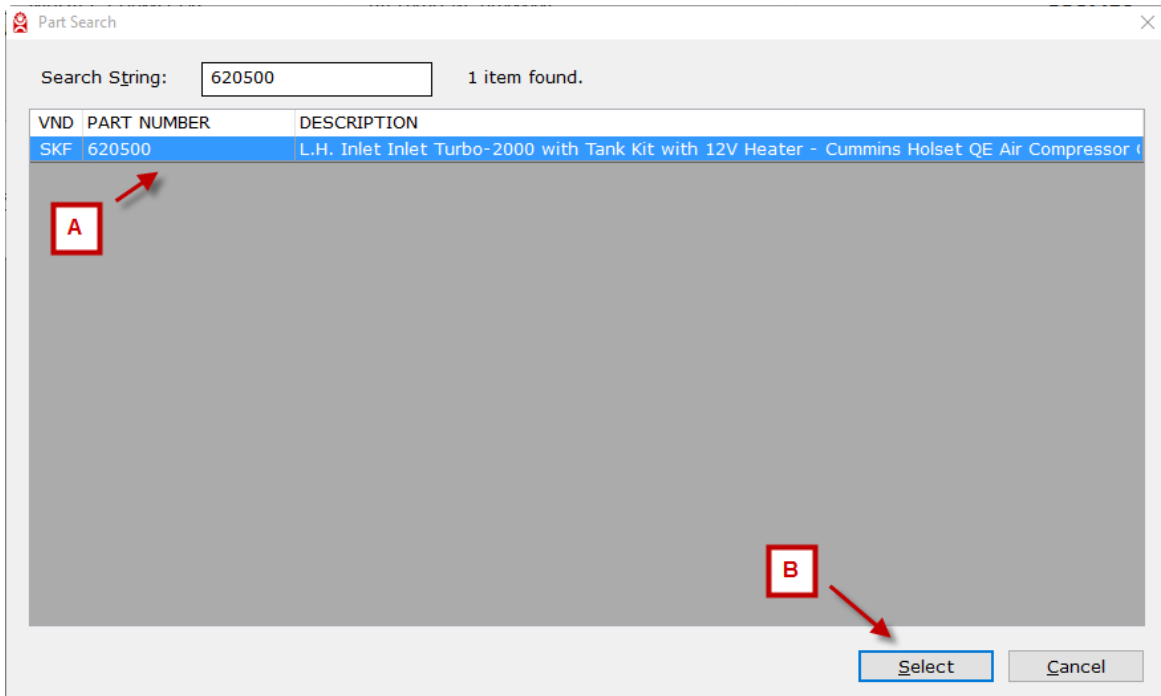 Part Search
Search String: 620500 1 item found.
VND PART NUMBER DESCRIPTION
SKF 620500 L.H. Inlet Inlet Turbo-2000 with Tank Kit with 12V Heater - Cummins Holset QE Air Compressor
A
B
Select Cancel